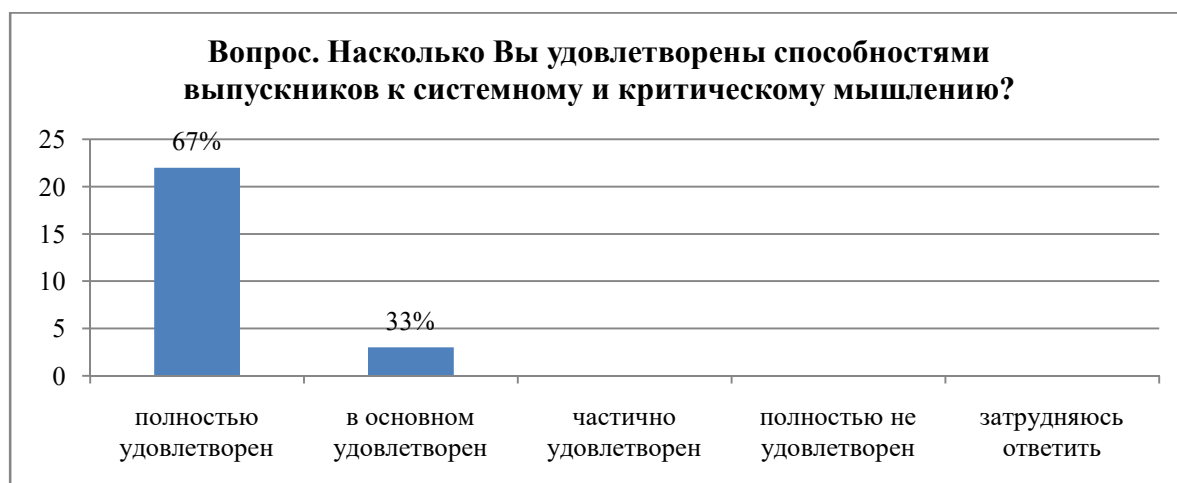 Вопрос. Насколько Вы удовлетворены способностями
выпускников к системному и критическому мышлению?
25
20
15
10
5
0
67%
33%
полностью
удовлетворен
в основном
удовлетворен
частично
удовлетворен
полностью не
удовлетворен
затрудняюсь
ответить